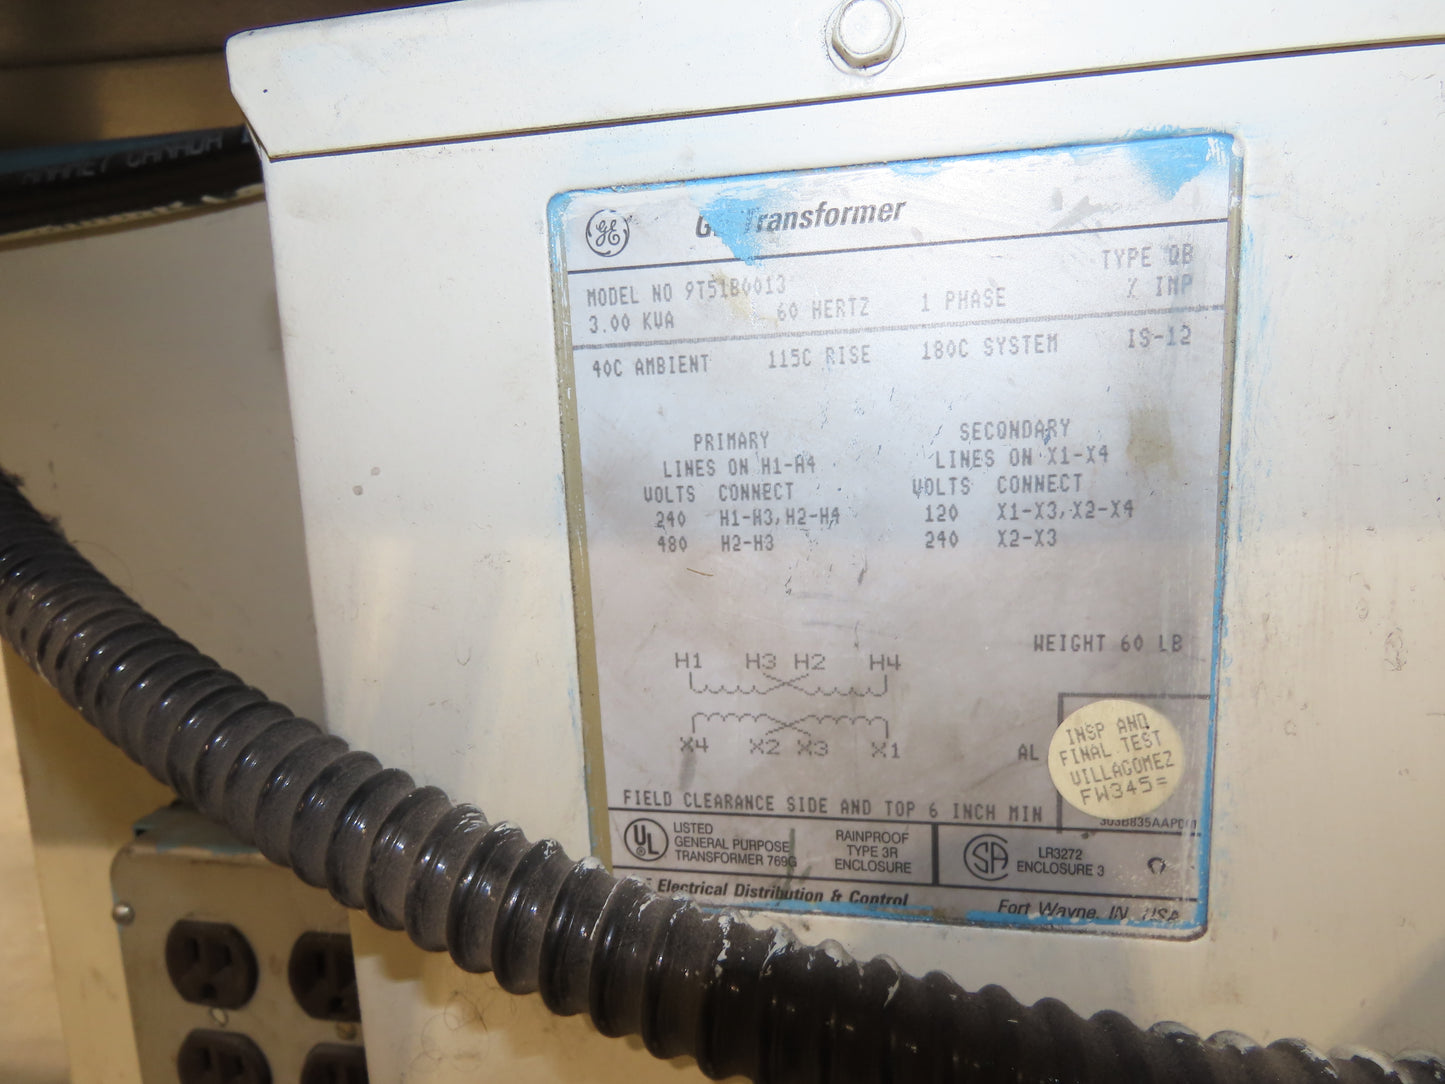 CANADA
GE
GE Transformer
MODEL NO 9T51B0013 TYPE QB
3.00 KVA 60 HERTZ 1 PHASE % IMP
40C AMBIENT 115C RISE 180C SYSTEM IS-12
PRIMARY SECONDARY
LINES ON H1-H4 LINES ON X1-X4
VOLTS CONNECT VOLTS CONNECT
240 H1-H3,H2-H4 120 X1-X3,X2-X4
480 H2-H3 240 X2-X3
WEIGHT 60 LB
H1 H3 H2 H4
X4 X2 X3 X1
AL
INSP AND
FINAL TEST
VILLAGOMEZ
FW345=
FIELD CLEARANCE SIDE AND TOP 6 INCH MIN
303B835AAP001
UL
LISTED
GENERAL PURPOSE
TRANSFORMER 769G
RAINPROOF
TYPE 3R
ENCLOSURE
SA
LR3272
ENCLOSURE 3
Electrical Distribution & Control
Fort Wayne, IN, USA